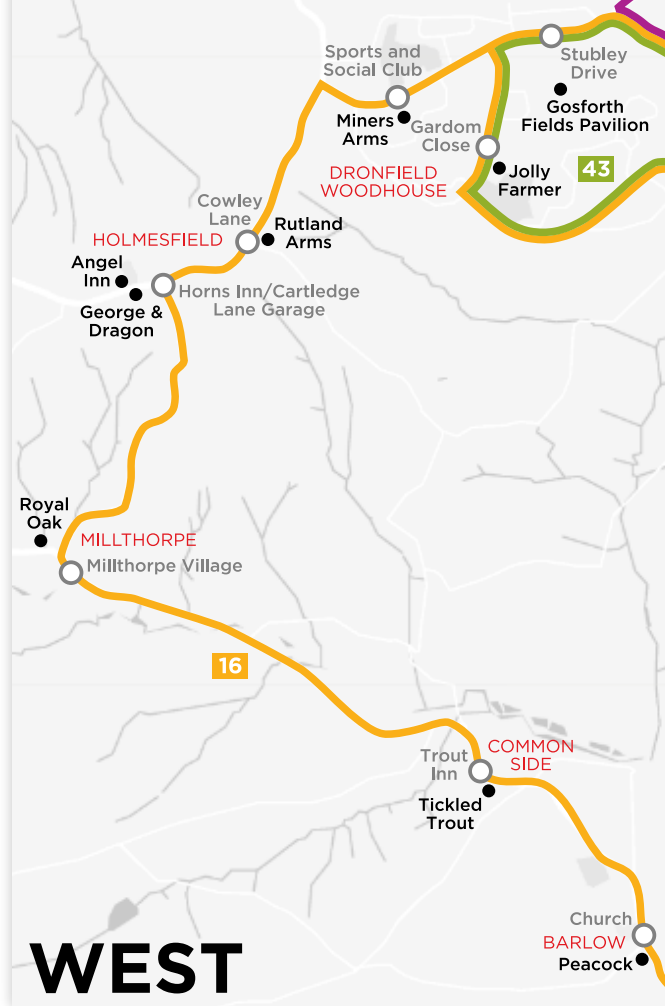 Sports and
Social Club
Stubley
Drive
Miners
Arms
Gardom
Close
Gosforth
Fields Pavilion
DRONFIELD
WOODHOUSE
Jolly
Farmer
43
Cowley
Lane
HOLMESFIELD
Rutland
Arms
Angel
Inn
George &
Dragon
Horns Inn/Cartledge
Lane Garage
Royal
Oak
MILLTHORPE
Millthorpe Village
16
Trout
Inn
COMMON
SIDE
Tickled
Trout
Church
BARLOW
Peacock
WEST